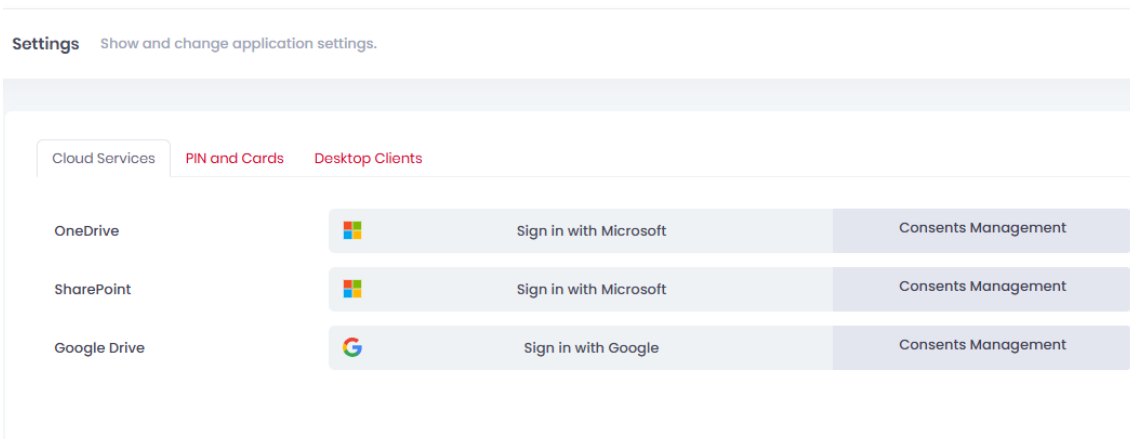 Settings Show and change application settings.
Cloud Services PIN and Cards Desktop Clients
OneDrive Sign in with Microsoft Consents Management
SharePoint Sign in with Microsoft Consents Management
Google Drive Sign in with Google Consents Management